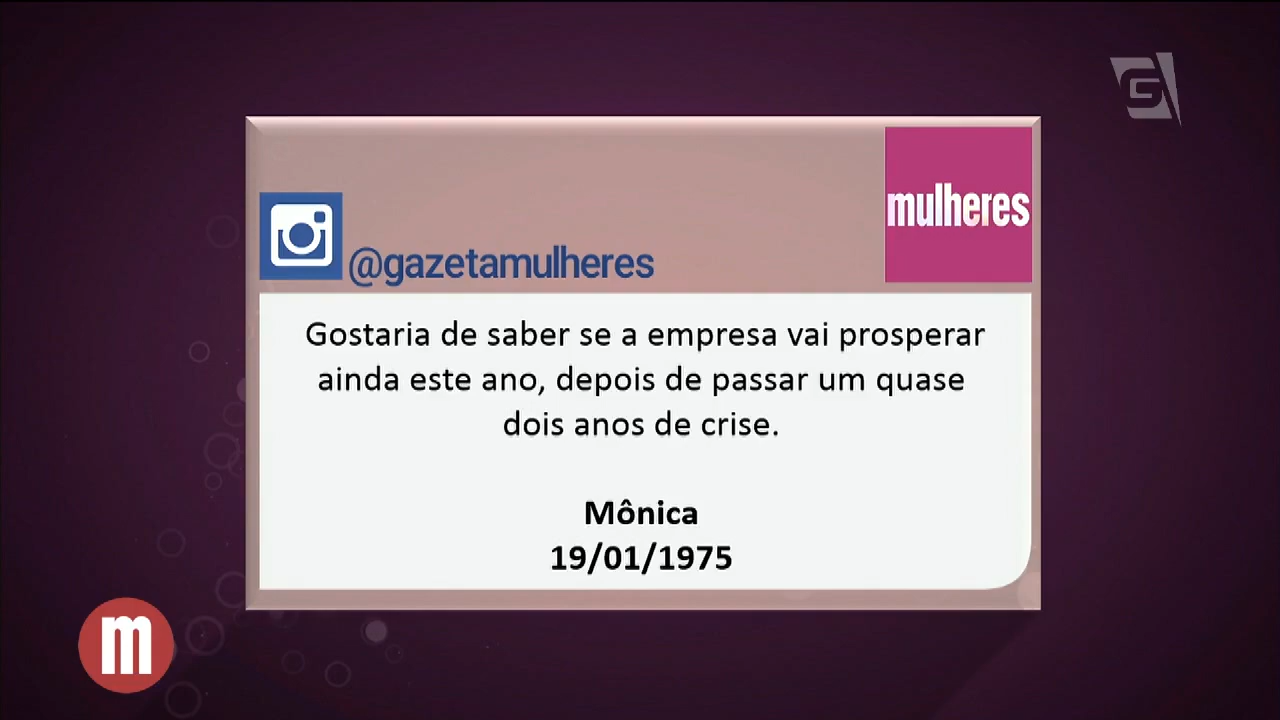 G
mulheres
@gazetamulheres
Gostaria de saber se a empresa vai prosperar
ainda este ano, depois de passar um quase
dois anos de crise.
Mônica
19/01/1975
m